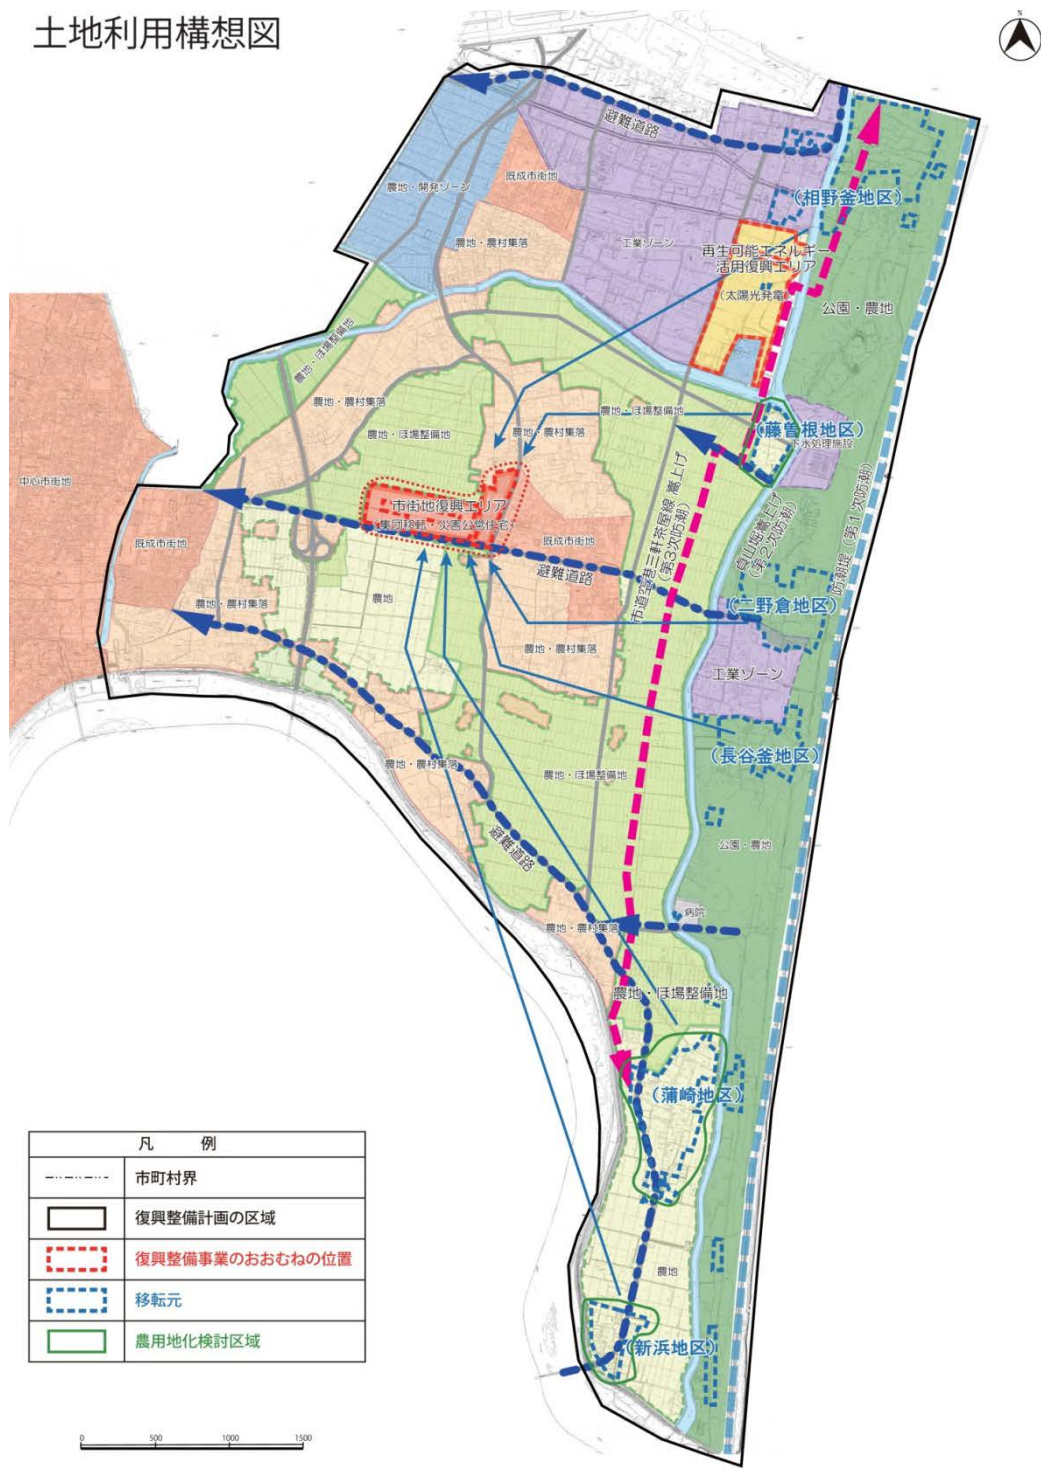 土地利用構想図
N
避難道路
農地・開発ゾーン
既成市街地
(相野釜地区)
農地・農村集落
工業ゾーン
再生可能エネルギー
活用復興エリア
(太陽光発電)
公園・農地
農地・ほ場整備地
農地・農村集落
農地・ほ場整備地
農地・農村集落
農地・ほ場整備地
(藤曽根地区)
下水処理施設
中心市街地
市街地復興エリア
(集団移転・災害公営住宅)
既成市街地
既成市街地
避難道路
市道空港三軒茶屋線 嵩上げ
(第3次防潮)
貞山堀嵩上げ
(第2次防潮)
防潮堤(第1次防潮)
農地・農村集落
農地
(二野倉地区)
農地・農村集落
工業ゾーン
(長谷釜地区)
農地・農村集落
農地・ほ場整備地
避難道路
公園・農地
病院
農地・農村集落
農地・ほ場整備地
(蒲崎地区)
農地
(新浜地区)
凡 例
市町村界
復興整備計画の区域
復興整備事業のおおむねの位置
移転元
農用地化検討区域
0 500 1000 1500